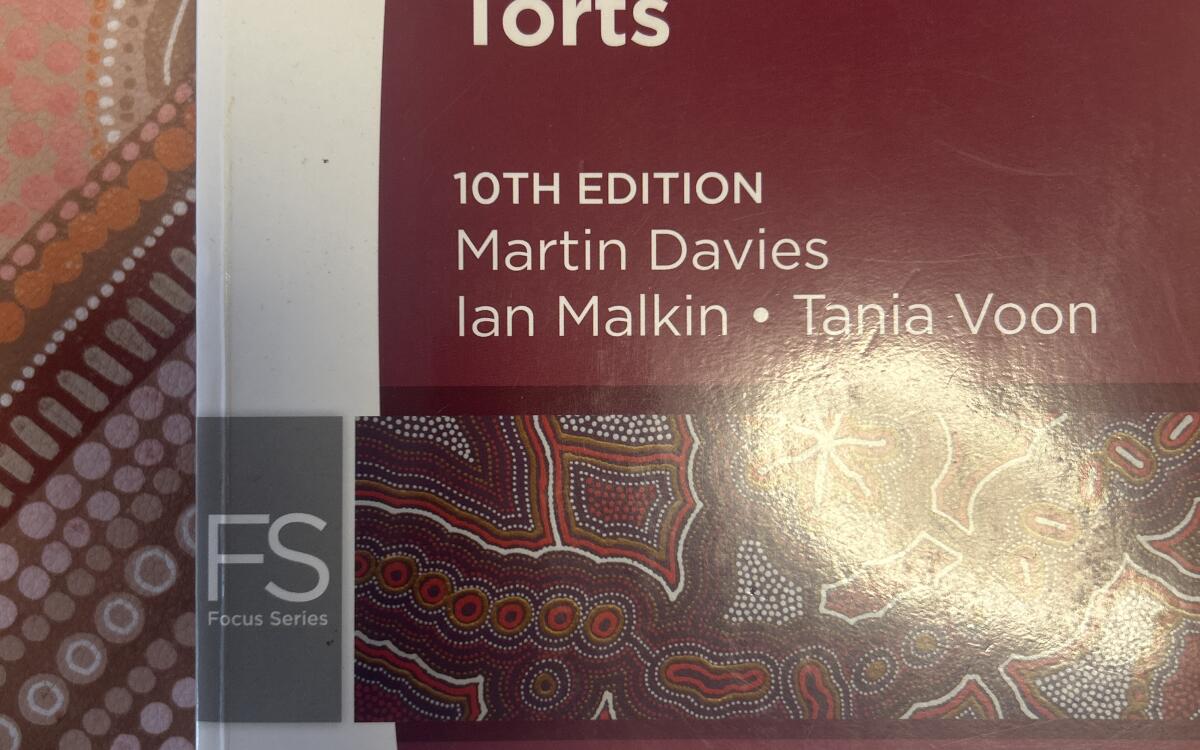 Torts
10TH EDITION
Martin Davies
Ian Malkin • Tania Voon
FS
Focus Series